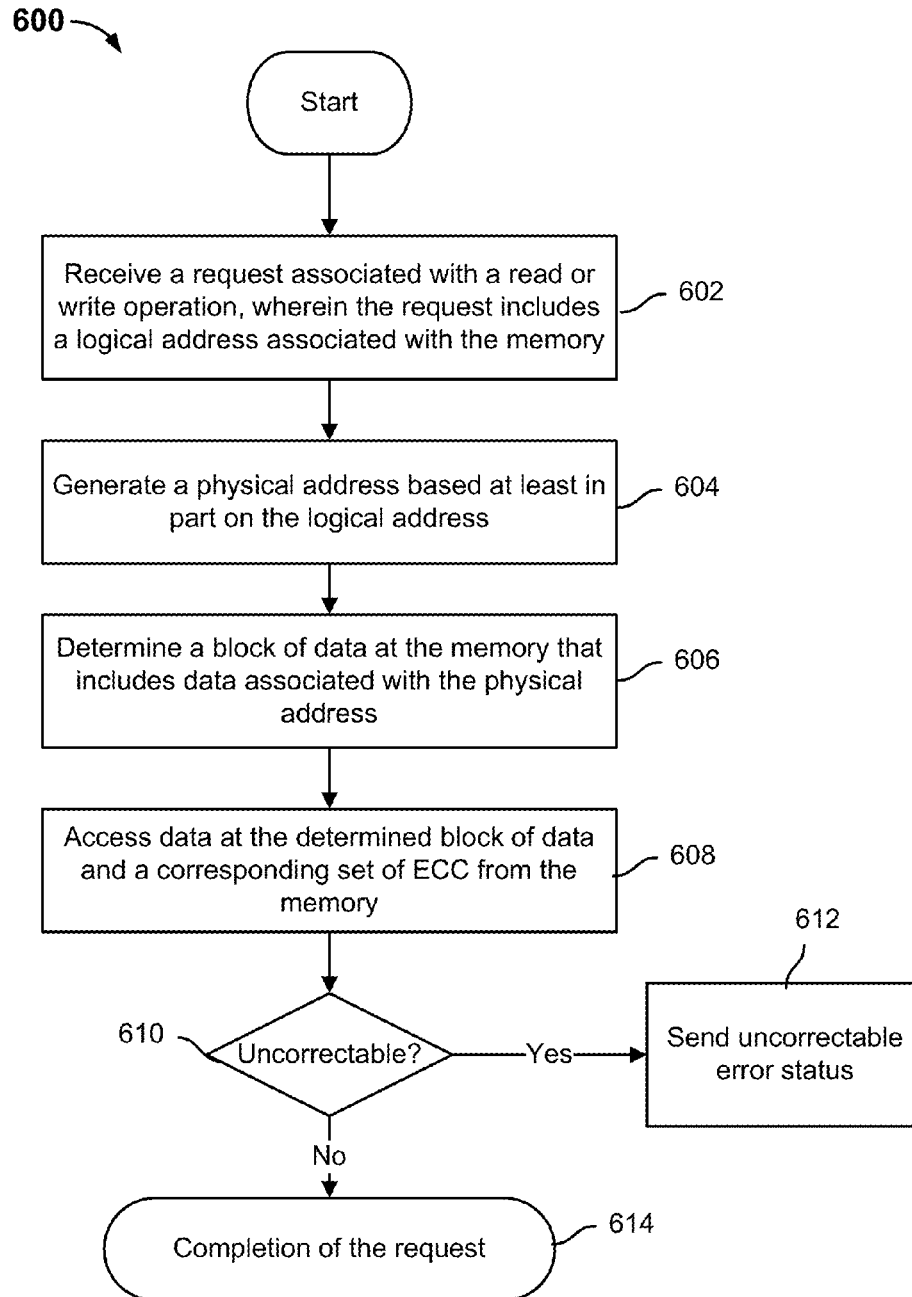 600
Start
Receive a request associated with a read or
write operation, wherein the request includes
a logical address associated with the memory
602
Generate a physical address based at least in
part on the logical address
604
Determine a block of data at the memory that
includes data associated with the physical
address
606
Access data at the determined block of data
and a corresponding set of ECC from the
memory
608
610
Uncorrectable?
Yes
612
Send uncorrectable
error status
No
Completion of the request
614